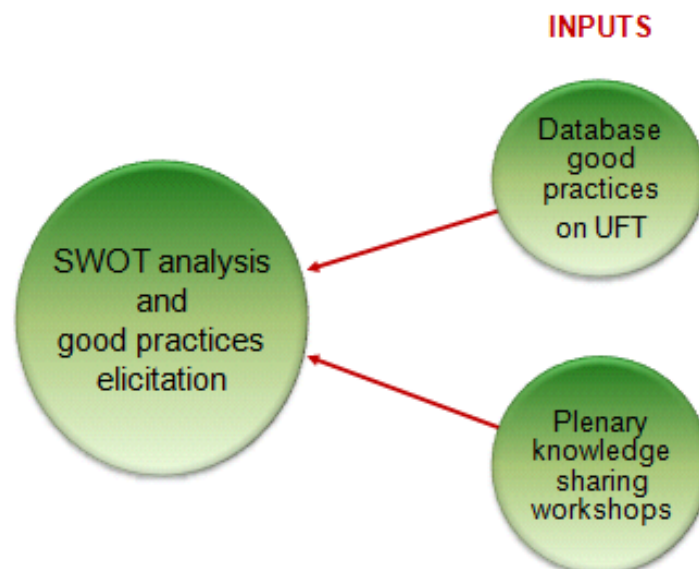 INPUTS
Database
good
practices
on UFT
SWOT analysis
and
good practices
elicitation
Plenary
knowledge
sharing
workshops